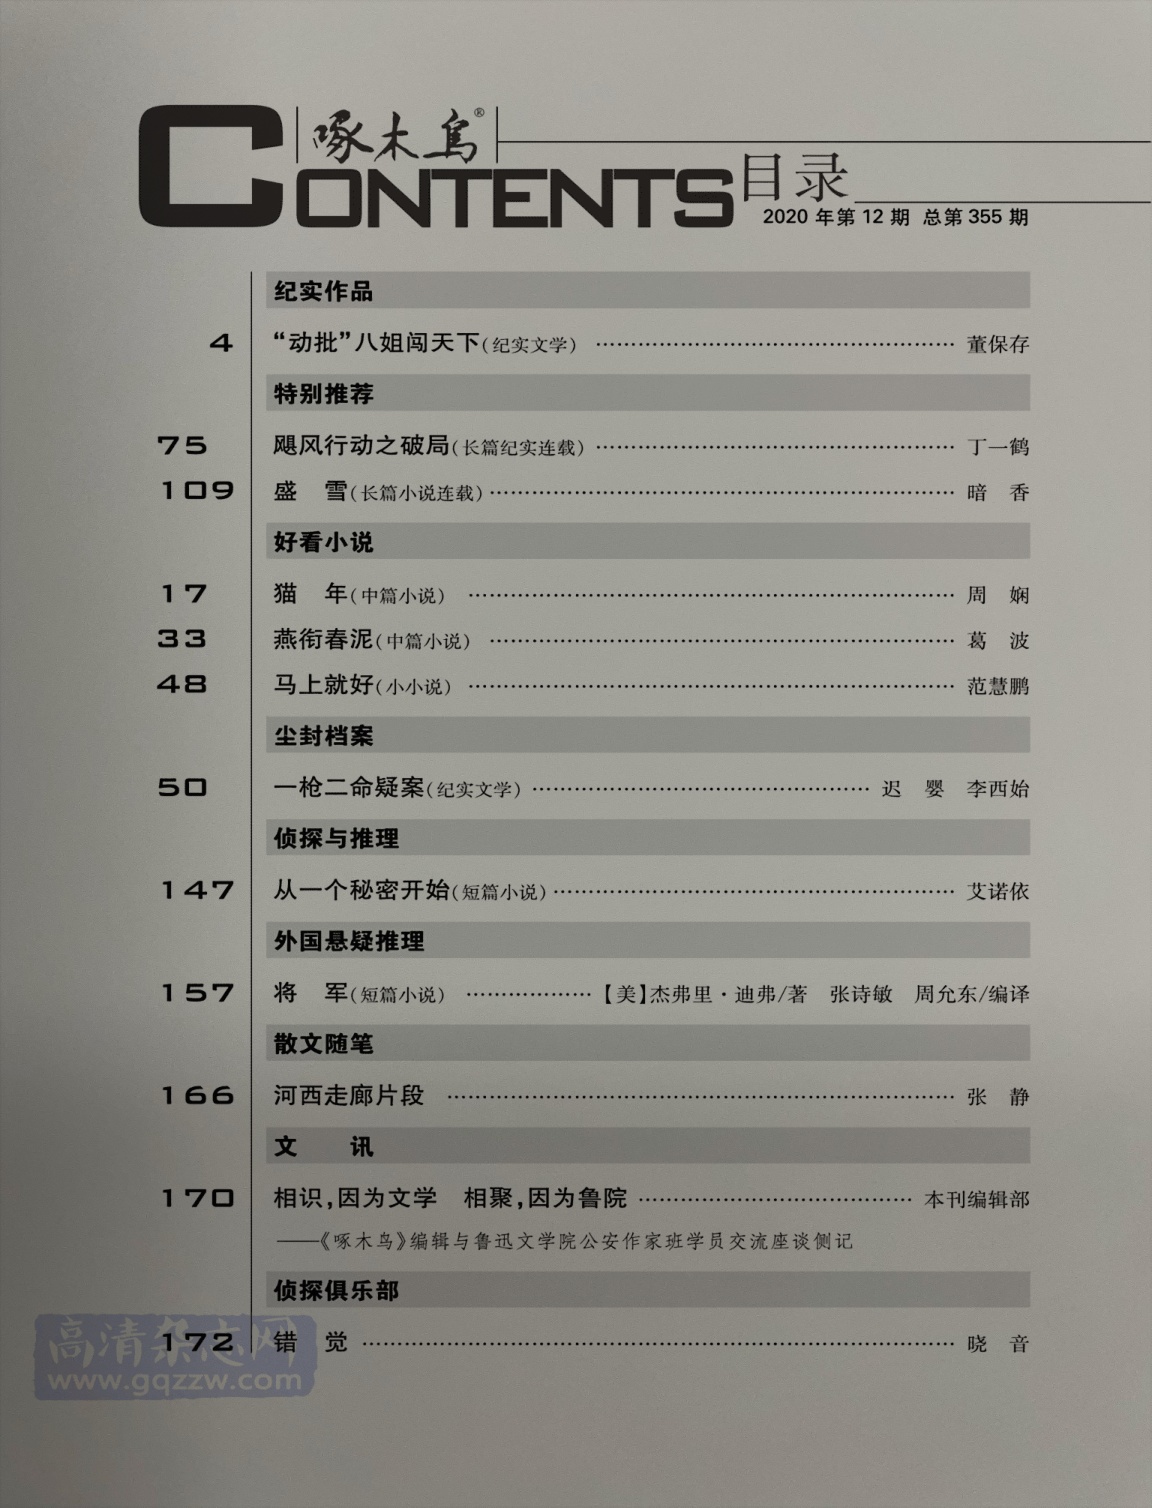 啄木鸟®
CONTENTS 目录
2020 年第 12 期 总第 355 期
纪实作品
4 “动批”八姐闯天下(纪实文学) 董保存
特别推荐
75 飓风行动之破局(长篇纪实连载) 丁一鹤
109 盛 雪(长篇小说连载) 暗 香
好看小说
17 猫 年(中篇小说) 周 娴
33 燕衔春泥(中篇小说) 葛 波
48 马上就好(小小说) 范慧鹏
尘封档案
50 一枪二命疑案(纪实文学) 迟 婴 李西始
侦探与推理
147 从一个秘密开始(短篇小说) 艾诺依
外国悬疑推理
157 将 军(短篇小说) 【美】杰弗里·迪弗/著 张诗敏 周允东/编译
散文随笔
166 河西走廊片段 张 静
文 讯
170 相识,因为文学 相聚,因为鲁院 本刊编辑部
——《啄木鸟》编辑与鲁迅文学院公安作家班学员交流座谈侧记
侦探俱乐部
172 错 觉 晓 音
高清杂志网
www.gqzzw.com